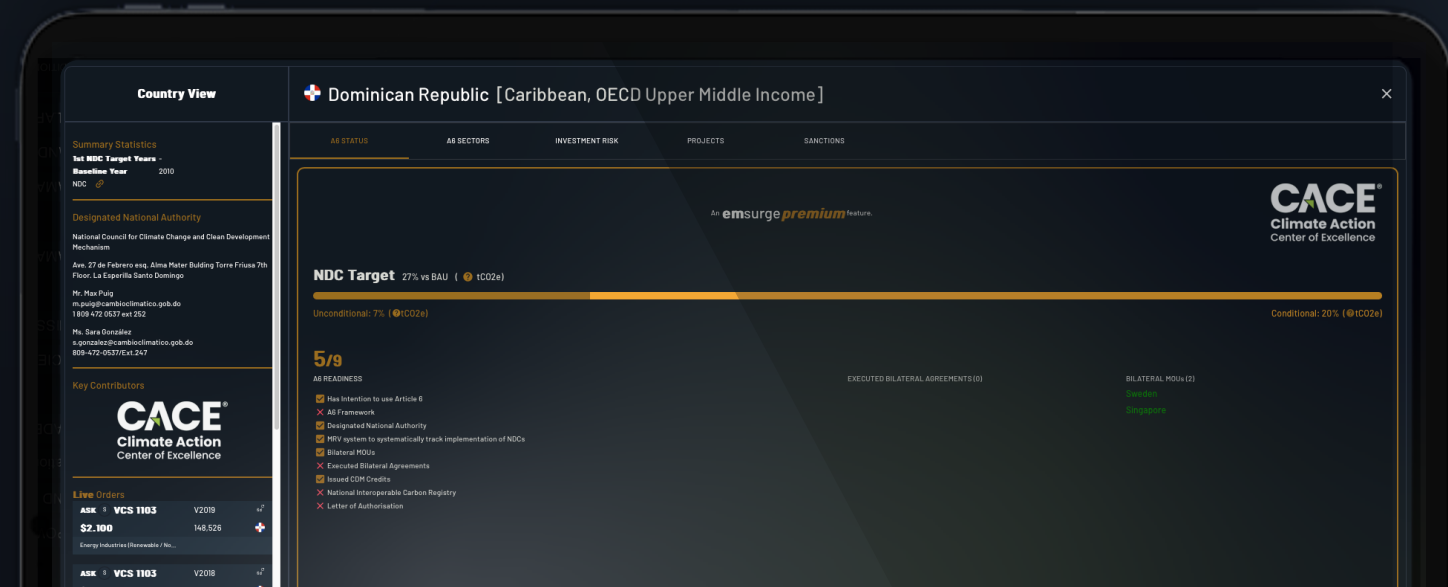 Country View
Dominican Republic [Caribbean, OECD Upper Middle Income]
Summary Statistics
1st NDC Target Years -
Baseline Year 2010
NDC
Designated National Authority
National Council for Climate Change and Clean Development
Mechanism
Ave. 27 de Febrero esq. Alma Mater Bulding Torre Friusa 7th
Floor. La Esperilla Santo Domingo
Mr. Max Puig
m.puig@cambioclimatico.gob.do
1 809 472 0537 ext 252
Ms. Sara González
s.gonzalez@cambioclimatico.gob.do
809-472-0537/Ext.247
Key Contributors
CACE®
Climate Action
Center of Excellence
Live Orders
ASK S VCS 1103 V2019
$2.100 148,526
Energy Industries (Renewable / No...
ASK S VCS 1103 V2018
A6 STATUS A6 SECTORS INVESTMENT RISK PROJECTS SANCTIONS
An emsurge premium feature.
CACE®
Climate Action
Center of Excellence
NDC Target 27% vs BAU ( ? tCO2e)
Unconditional: 7% (?tCO2e) Conditional: 20% (?tCO2e)
5/9
A6 READINESS
Has Intention to use Article 6
A6 Framework
Designated National Authority
MRV system to systematically track implementation of NDCs
Bilateral MOUs
Executed Bilateral Agreements
Issued CDM Credits
National Interoperable Carbon Registry
Letter of Authorisation
EXECUTED BILATERAL AGREEMENTS (0)
BILATERAL MOUs (2)
Sweden
Singapore